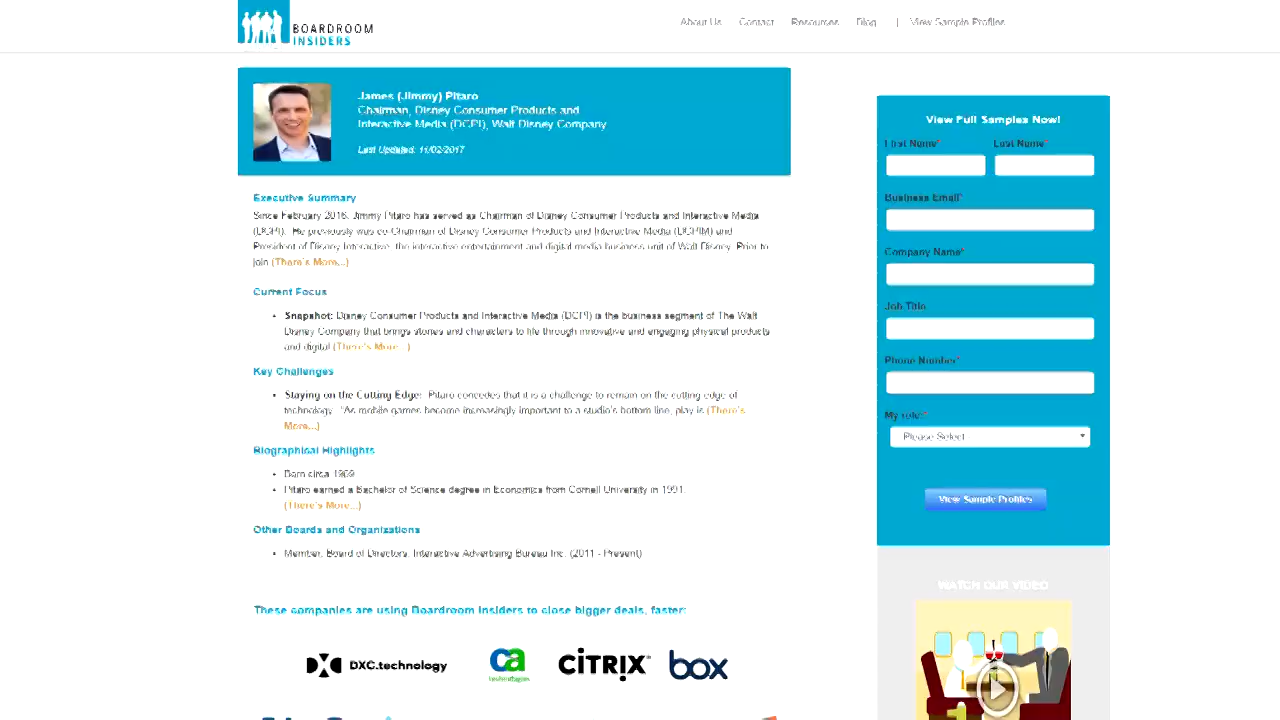 BOARDROOM
INSIDERS
About Us Contact Resources Blog | View Sample Profiles
James (Jimmy) Pitaro
Chairman, Disney Consumer Products and
Interactive Media (DCPI), Walt Disney Company
Last Updated: 11/02/2017
Executive Summary
Since February 2016, Jimmy Pitaro has served as Chairman of Disney Consumer Products and Interactive Media
(DCPI). He previously was co-Chairman of Disney Consumer Products and Interactive Media (DCPIM) and
President of Disney Interactive, the interactive entertainment and digital media business unit of Walt Disney. Prior to
join (There's More...)
Current Focus
• Snapshot: Disney Consumer Products and Interactive Media (DCPI) is the business segment of The Walt
Disney Company that brings stories and characters to life through innovative and engaging physical products
and digital (There's More...)
Key Challenges
• Staying on the Cutting Edge: Pitaro concedes that it is a challenge to remain on the cutting edge of
technology. "As mobile games become increasingly important to a studio's bottom line, play is (There's
More...)
Biographical Highlights
• Born circa 1969
• Pitaro earned a Bachelor of Science degree in Economics from Cornell University in 1991.
(There's More...)
Other Boards and Organizations
• Member, Board of Directors, Interactive Advertising Bureau Inc. (2011 - Present)
These companies are using Boardroom Insiders to close bigger deals, faster:
DXC.technology
ca
technologies
CITRIX
box
View Full Samples Now!
First Name* Last Name*
Business Email*
Company Name*
Job Title
Phone Number*
My role:*
Please Select
View Sample Profiles
WATCH OUR VIDEO